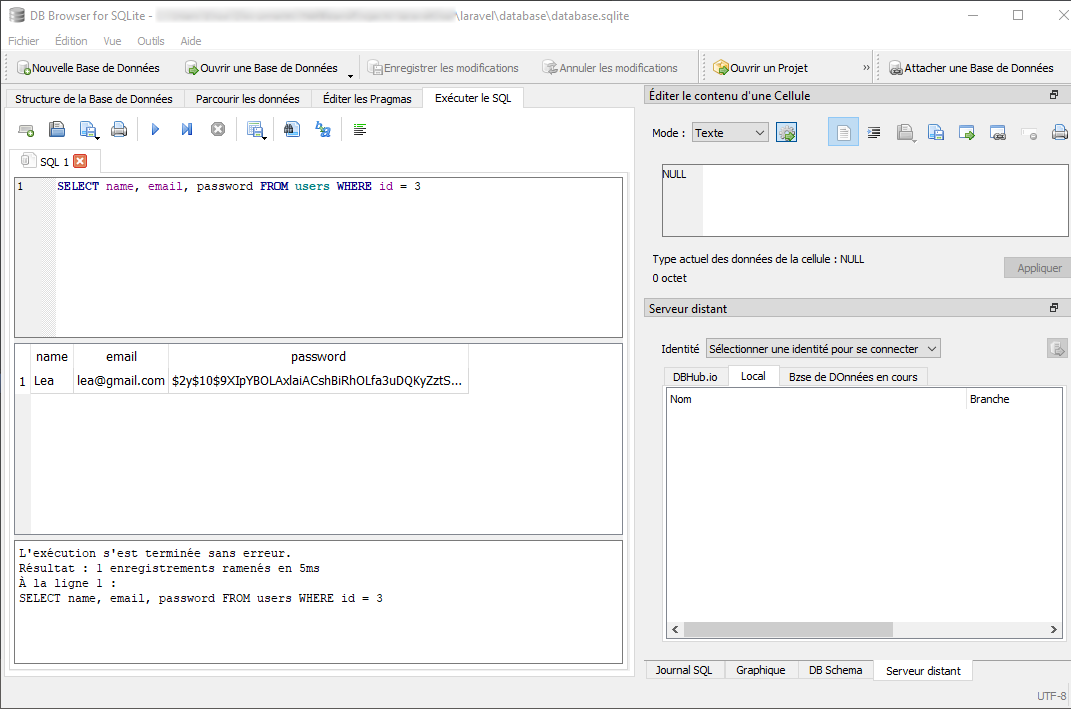 DB Browser for SQLite - \laravel\database\database.sqlite
Fichier Édition Vue Outils Aide
Nouvelle Base de Données Ouvrir une Base de Données Enregistrer les modifications Annuler les modifications Ouvrir un Projet » Attacher une Base de Données
Structure de la Base de Données Parcourir les données Éditer les Pragmas Exécuter le SQL
SQL 1
1 SELECT name, email, password FROM users WHERE id = 3
name email password
1 Lea lea@gmail.com $2y$10$9XIpYBOLAxlaiACshBiRhOLfa3uDQKyZztS...
L'exécution s'est terminée sans erreur.
Résultat : 1 enregistrements ramenés en 5ms
À la ligne 1 :
SELECT name, email, password FROM users WHERE id = 3
Éditer le contenu d'une Cellule
Mode : Texte
NULL
Type actuel des données de la cellule : NULL
0 octet
Appliquer
Serveur distant
Identité Sélectionner une identité pour se connecter
DBHub.io Local Bzse de DOnnées en cours
Nom Branche
Journal SQL Graphique DB Schema Serveur distant
UTF-8